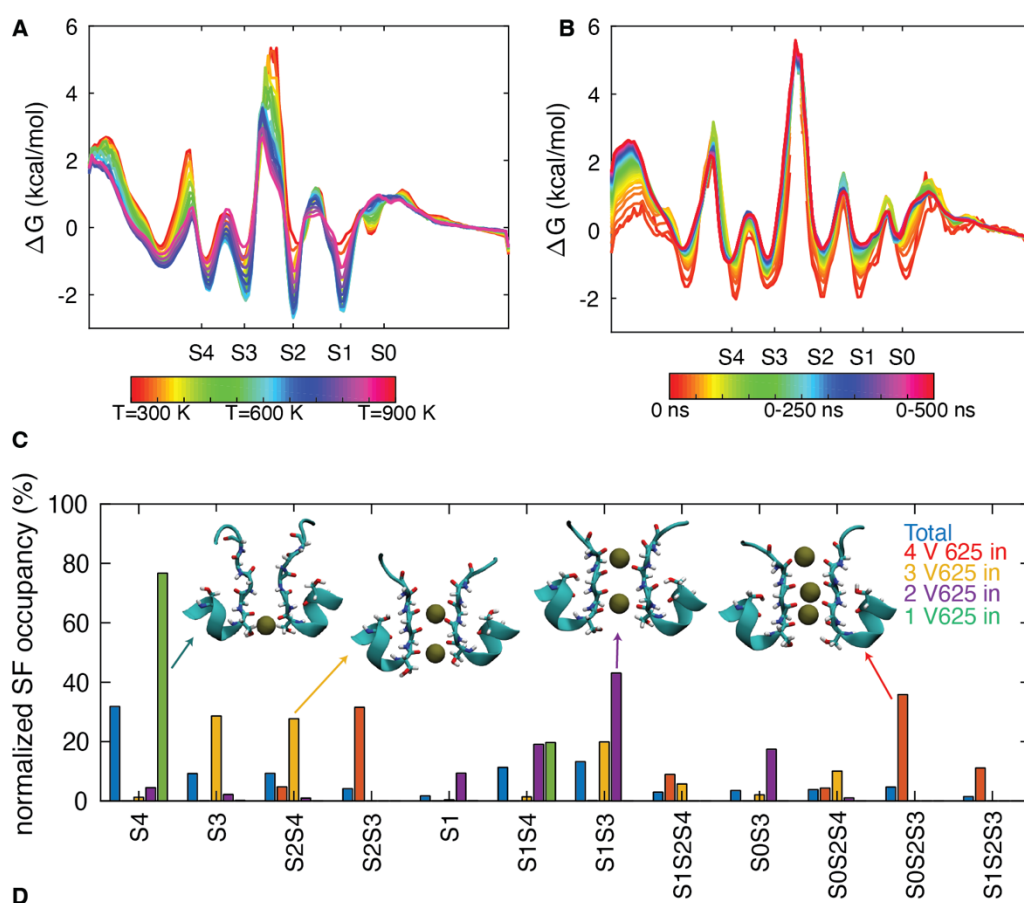 A
B
6
4
2
0
-2
ΔG (kcal/mol)
S4 S3 S2 S1 S0
T=300 K T=600 K T=900 K
6
4
2
0
-2
ΔG (kcal/mol)
S4 S3 S2 S1 S0
0 ns 0-250 ns 0-500 ns
C
normalized SF occupancy (%)
100
80
60
40
20
0
Total
4 V 625 in
3 V625 in
2 V625 in
1 V625 in
S4
S3
S2S4
S2S3
S1
S1S4
S1S3
S1S2S4
S0S3
S0S2S4
S0S2S3
S1S2S3
D